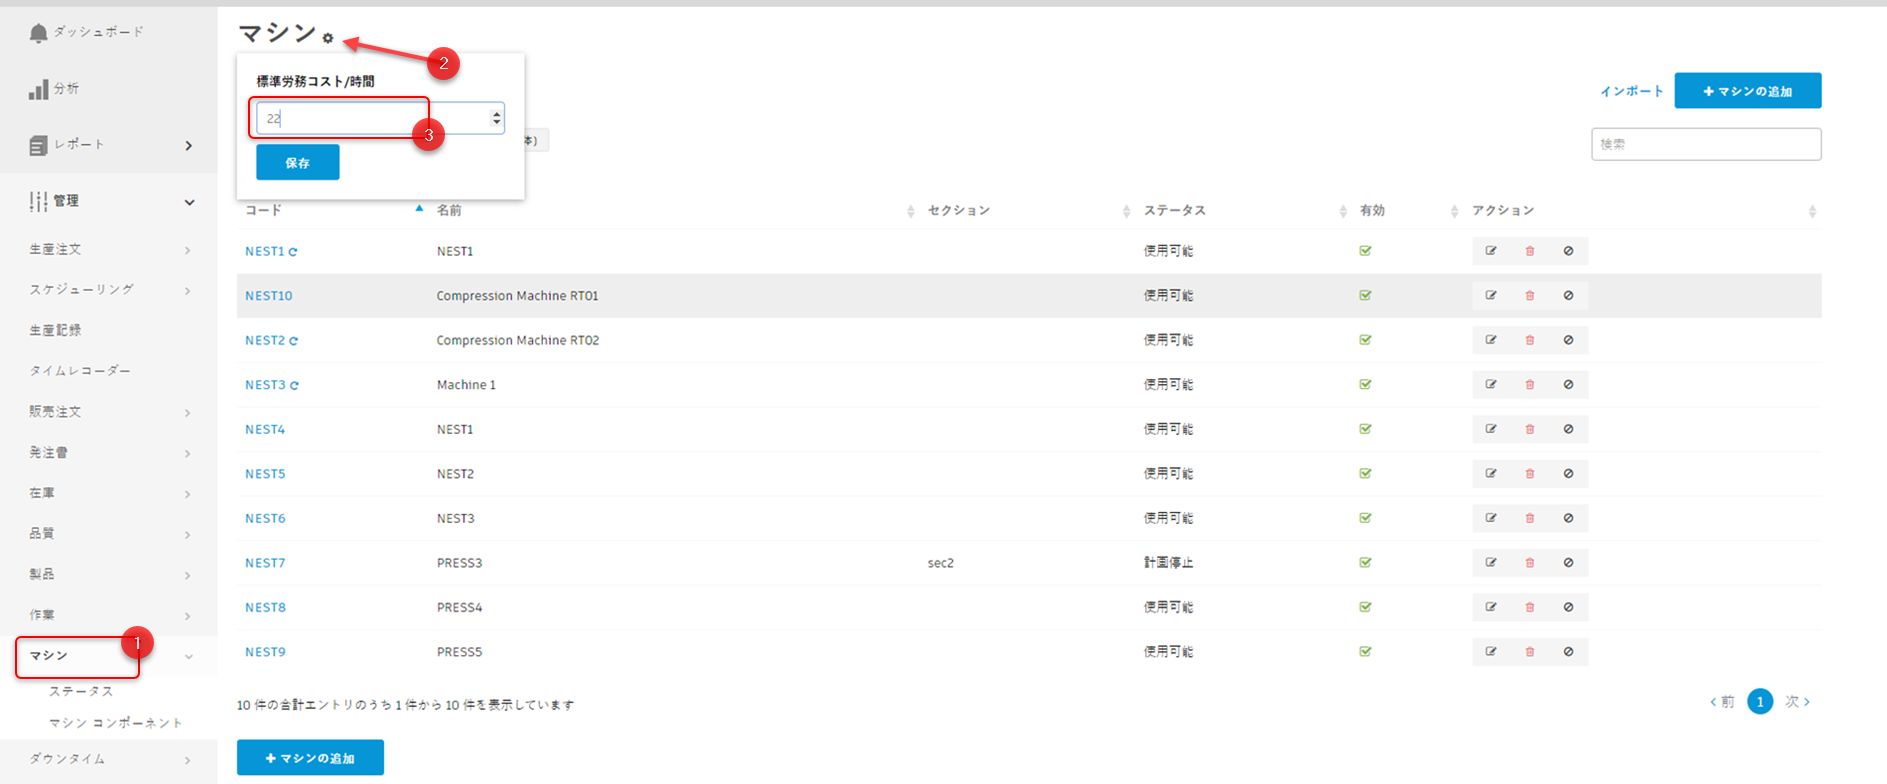 ダッシュボード
分析
レポート
管理
生産注文
スケジューリング
生産記録
タイムレコーダー
販売注文
発注書
在庫
品質
製品
作業
マシン
1
ステータス
マシン コンポーネント
ダウンタイム
マシン
2
標準労務コスト/時間
22
3
保存
体)
インポート
+ マシンの追加
検索
コード 名前 セクション ステータス 有効 アクション
NEST1 NEST1 使用可能
NEST10 Compression Machine RT01 使用可能
NEST2 Compression Machine RT02 使用可能
NEST3 Machine 1 使用可能
NEST4 NEST1 使用可能
NEST5 NEST2 使用可能
NEST6 NEST3 使用可能
NEST7 PRESS3 sec2 計画停止
NEST8 PRESS4 使用可能
NEST9 PRESS5 使用可能
10 件の合計エントリのうち 1 件から 10 件を表示しています
前 1 次
+ マシンの追加